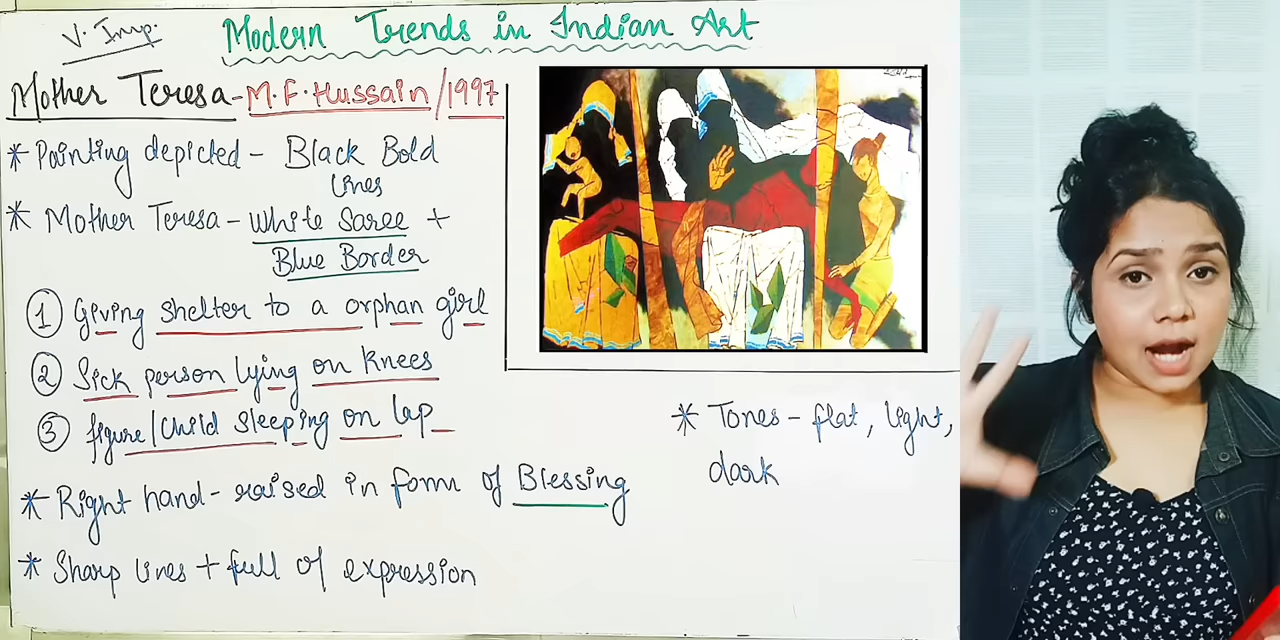 V. Imp.
Modern Trends in Indian Art
Mother Teresa - M.F. Hussain / 1997
* Painting depicted - Black Bold
lines
* Mother Teresa - White Saree +
Blue Border
① Giving shelter to a orphan girl
② Sick person lying on knees
③ figure/child sleeping on lap
* Right hand - raised in form of Blessing
* Sharp lines + full of expression
* Tones - flat, light,
dark